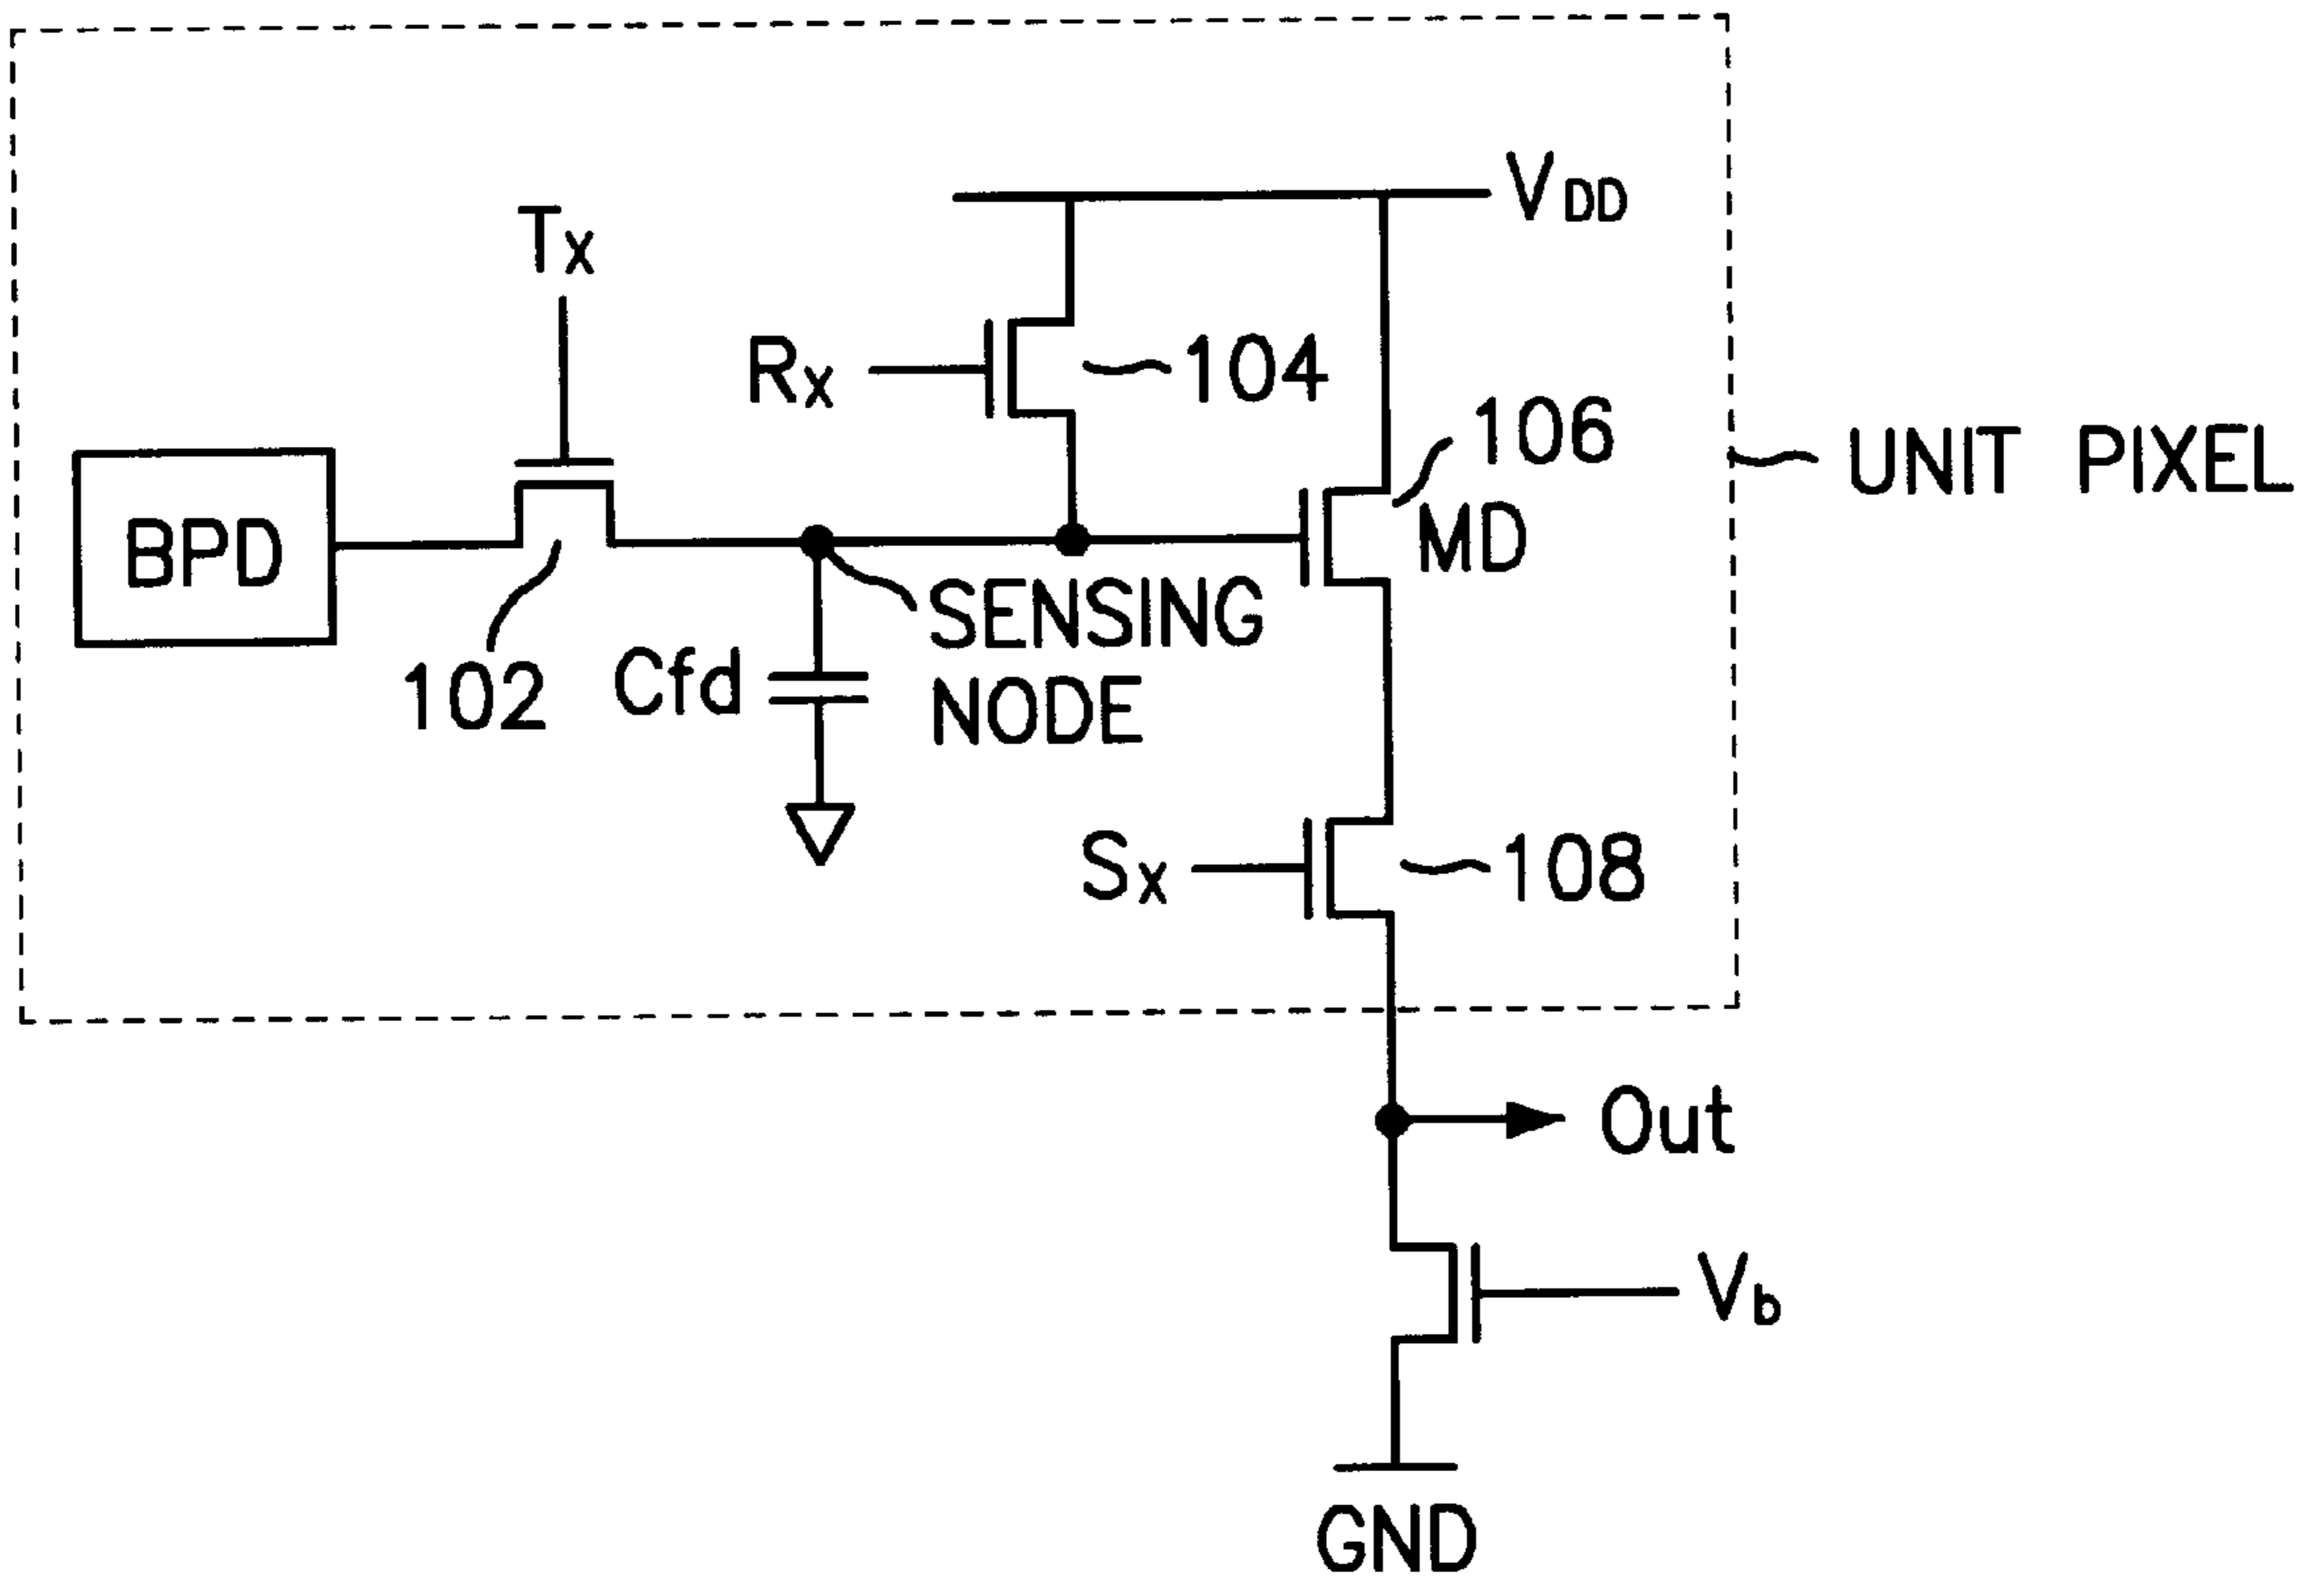 VDD
Tx
Rx
104
106
UNIT PIXEL
MD
BPD
SENSING
NODE
Cfd
102
Sx
108
Out
Vb
GND